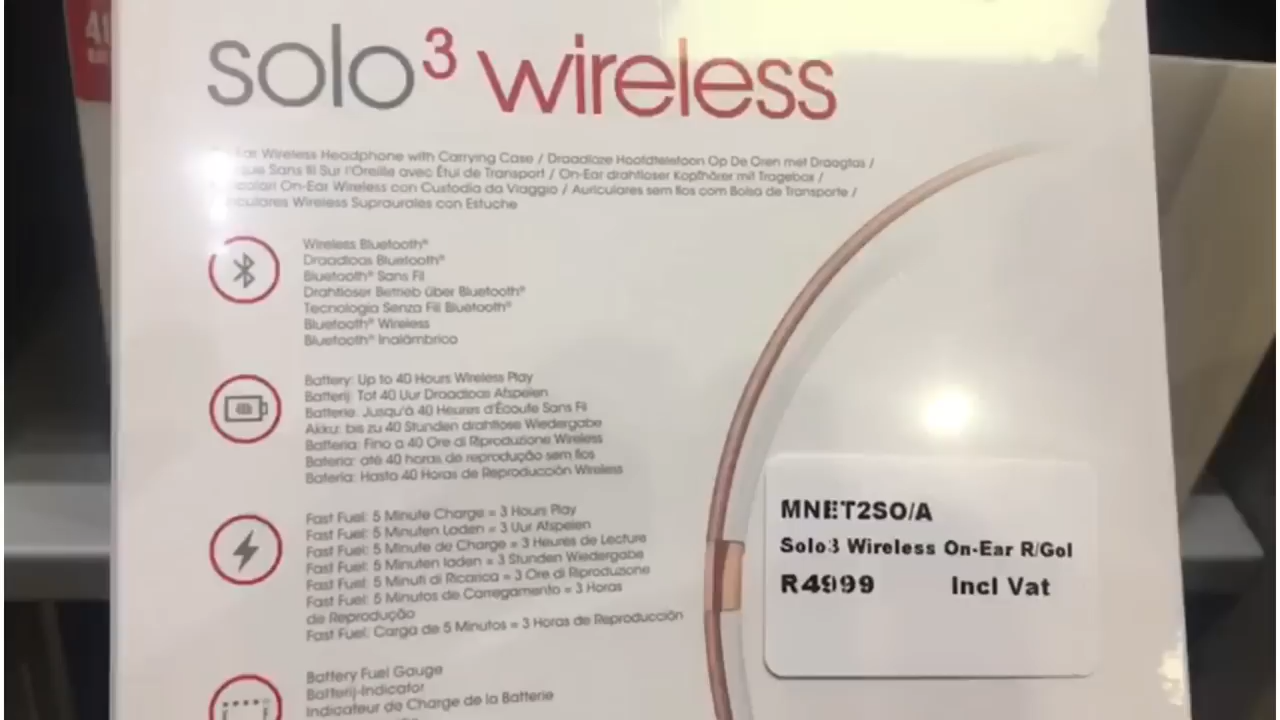 solo³ wireless
Wireless Headphone with Carrying Case / Draadloze Hoofdtelefoon Op De Oren met Draagtas /
Sans fil Sur l'Oreille avec Étui de Transport / On-Ear drahtloser Kopfhörer mit Tragebox /
On-Ear Wireless con Custodia da Viaggio / Auriculares sem fios com Bolsa de Transporte /
Wireless Supraurales con Estuche
Wireless Bluetooth®
Draadloos Bluetooth®
Bluetooth® Sans Fil
Drahtloser Betrieb über Bluetooth®
Tecnologia Senza Fili Bluetooth®
Bluetooth® Wireless
Bluetooth® Inalámbrico
Battery: Up to 40 Hours Wireless Play
Batterij: Tot 40 Uur Draadloos Afspelen
Batterie: Jusqu'à 40 Heures d'Écoute Sans Fil
Akku: bis zu 40 Stunden drahtlose Wiedergabe
Batteria: Fino a 40 Ore di Riproduzione Wireless
Bateria: até 40 horas de reprodução sem fios
Batería: Hasta 40 Horas de Reproducción Wireless
Fast Fuel: 5 Minute Charge = 3 Hours Play
Fast Fuel: 5 Minuten Laden = 3 Uur Afspelen
Fast Fuel: 5 Minute de Charge = 3 Heures de Lecture
Fast Fuel: 5 Minuten laden = 3 Stunden Wiedergabe
Fast Fuel: 5 Minuti di Ricarica = 3 Ore di Riproduzione
Fast Fuel: 5 Minutos de Carregamento = 3 Horas
de Reprodução
Fast Fuel: Carga de 5 Minutos = 3 Horas de Reproducción
Battery Fuel Gauge
Batterij-Indicator
Indicateur de Charge de la Batterie
MNET2SO/A
Solo3 Wireless On-Ear R/Gol
R4999 Incl Vat